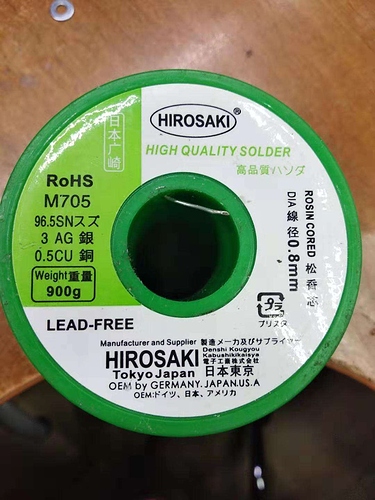 HIROSAKI®
HIGH QUALITY SOLDER
高品質ハンダ
日本广崎
RoHS
M705
96.5SNスズ
3 AG 銀
0.5CU 銅
Weight重量
900g
ROSIN CORED 松香芯
DIA線径0.8mm
プリスタ
LEAD-FREE
Manufacturer and Supplier 製造メーカ及びサプライヤー
HIROSAKI Denshi Kougyou
Kabushikikaisya
電子工業株式会社
Tokyo Japan 日本東京
OEM by GERMANY.JAPAN.U.S.A
OEM:ドイツ、日本、アメリカ